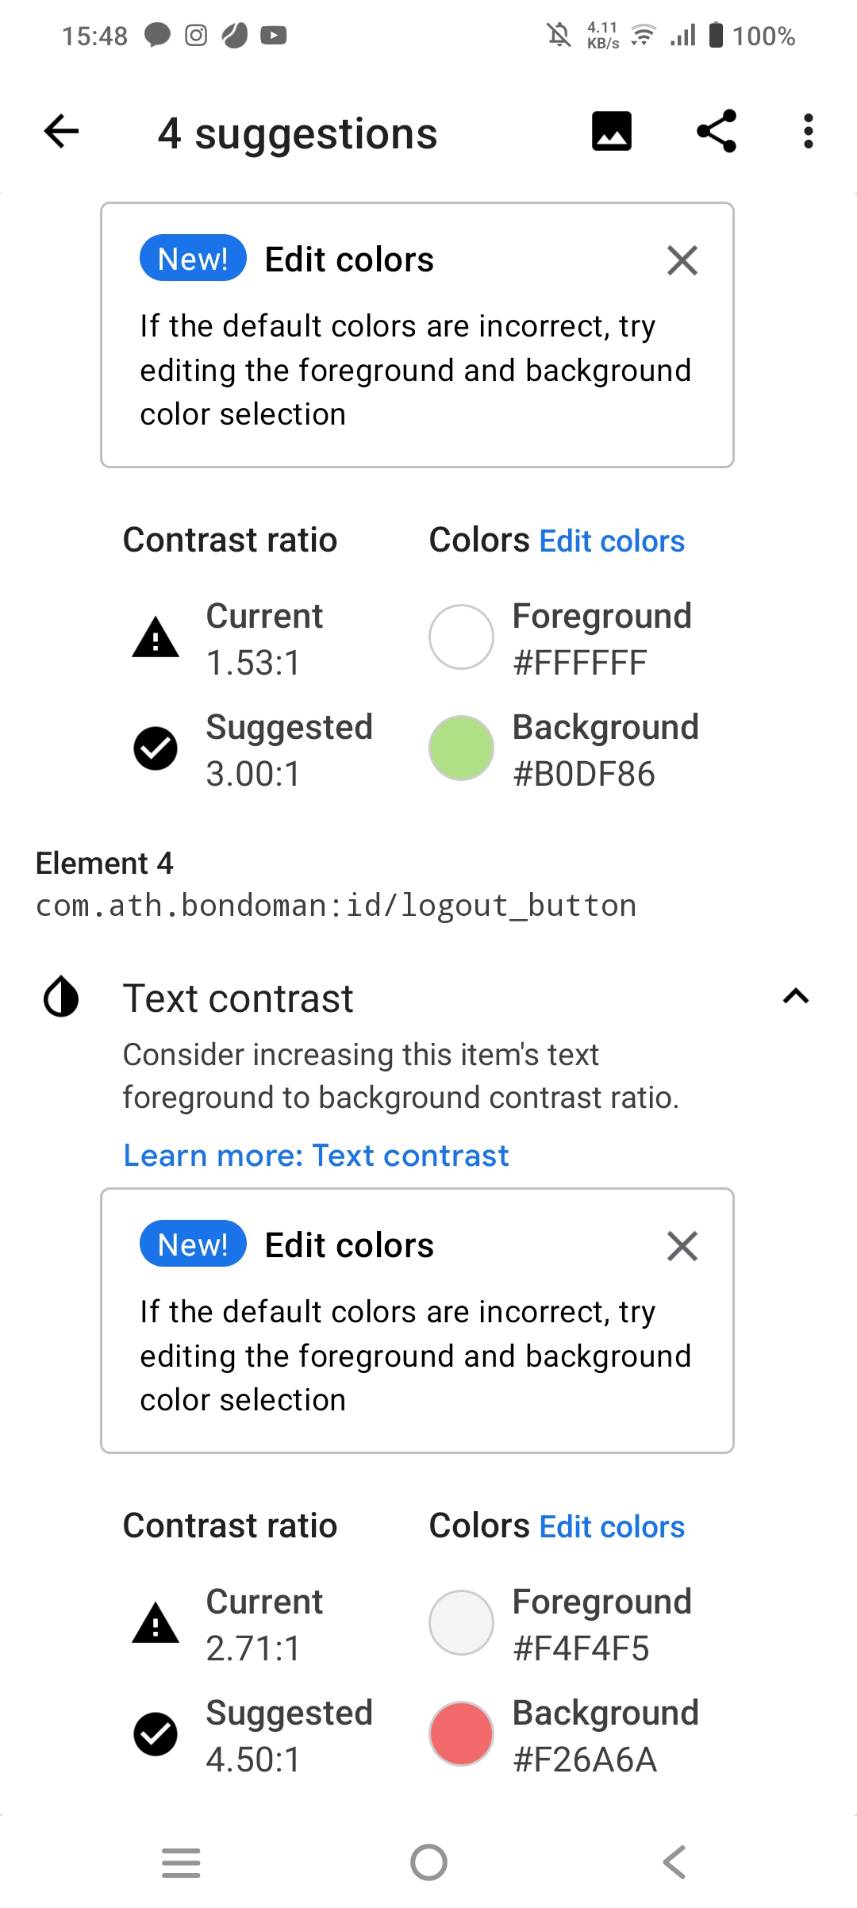 15:48
4.11
KB/s
100%
4 suggestions
New! Edit colors
If the default colors are incorrect, try
editing the foreground and background
color selection
Contrast ratio
Colors Edit colors
Current
1.53:1
Foreground
#FFFFFF
Suggested
3.00:1
Background
#B0DF86
Element 4
com.ath.bondoman:id/logout_button
Text contrast
Consider increasing this item's text
foreground to background contrast ratio.
Learn more: Text contrast
New! Edit colors
If the default colors are incorrect, try
editing the foreground and background
color selection
Contrast ratio
Colors Edit colors
Current
2.71:1
Foreground
#F4F4F5
Suggested
4.50:1
Background
#F26A6A